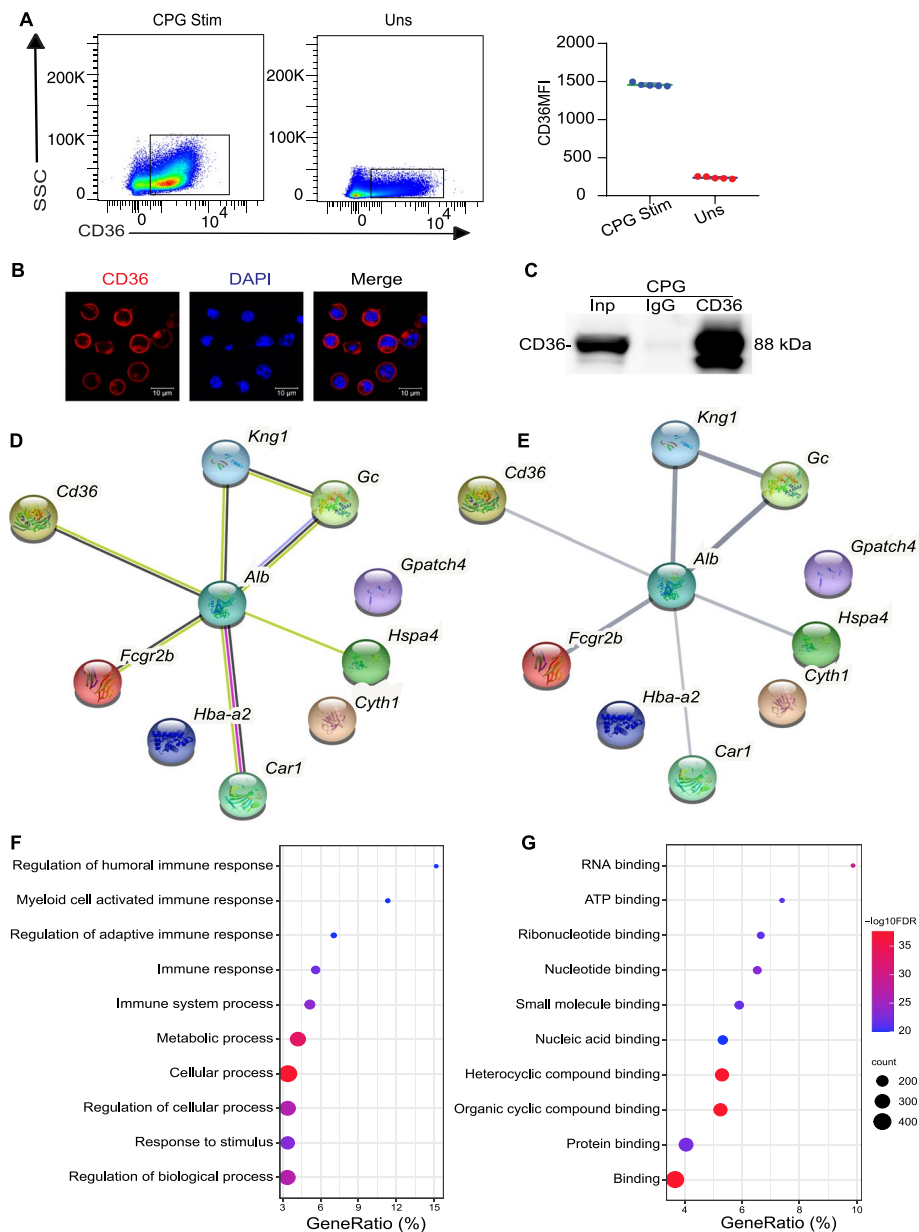 A
CPG Stim
Uns
SSC
200K
100K
0
0
10⁴
200K
100K
0
0
10⁴
CD36
CD36MFI
2000
1500
1000
500
0
CPG Stim
Uns
B
CD36
DAPI
Merge
10 μm
10 μm
10 μm
C
CPG
Inp
IgG
CD36
CD36-
88 kDa
D
Kng1
Gc
Cd36
Gpatch4
Alb
Hspa4
Fcgr2b
Cyth1
Hba-a2
Car1
E
Kng1
Gc
Cd36
Gpatch4
Alb
Hspa4
Fcgr2b
Cyth1
Hba-a2
Car1
F
Regulation of humoral immune response
Myeloid cell activated immune response
Regulation of adaptive immune response
Immune response
Immune system process
Metabolic process
Cellular process
Regulation of cellular process
Response to stimulus
Regulation of biological process
3
6
9
12
15
GeneRatio (%)
G
RNA binding
ATP binding
Ribonucleotide binding
Nucleotide binding
Small molecule binding
Nucleic acid binding
Heterocyclic compound binding
Organic cyclic compound binding
Protein binding
Binding
4
6
8
10
GeneRatio (%)
−log10FDR
35
30
25
20
count
200
300
400